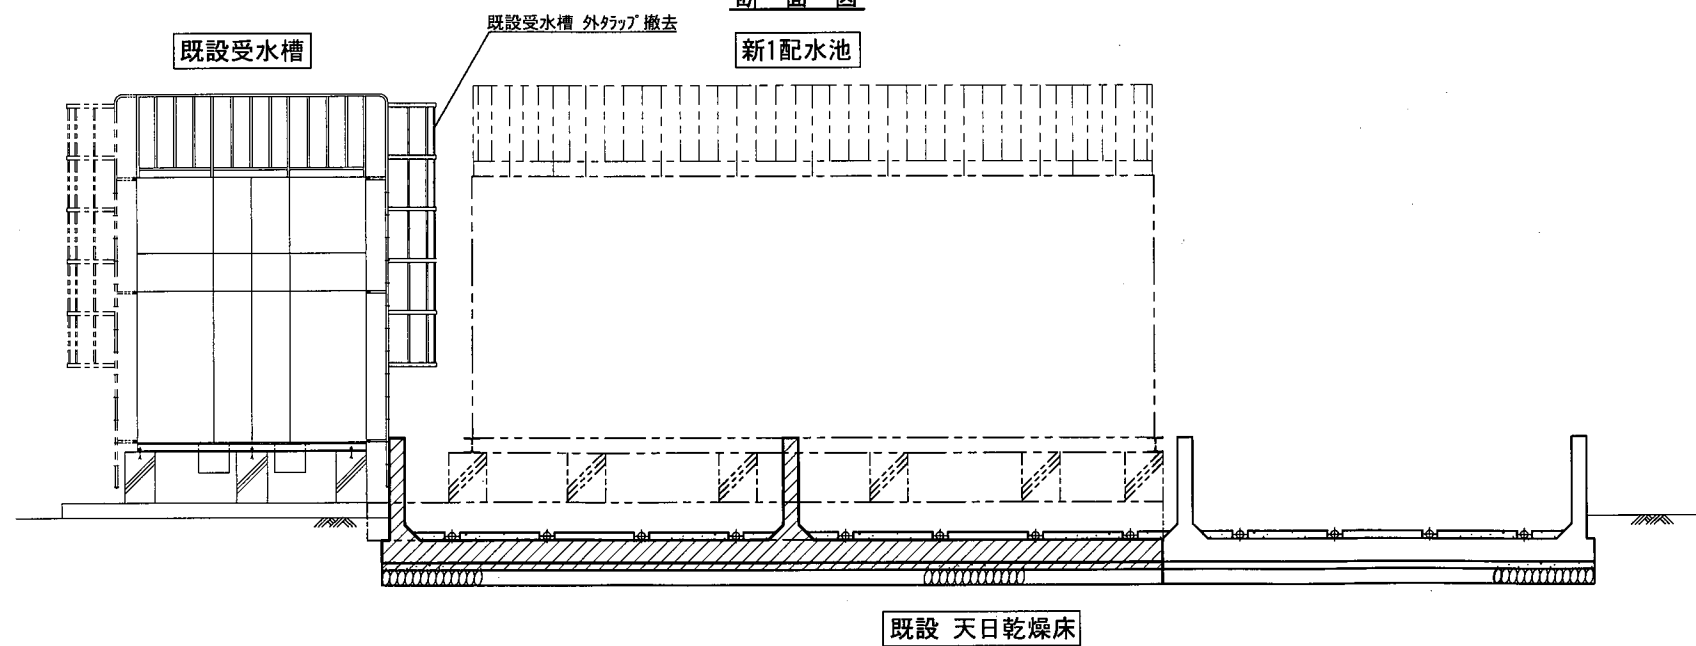 断面図
既設受水槽 外タラップ撤去
既設受水槽
新1配水池
既設 天日乾燥床